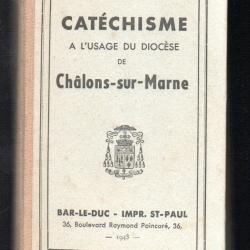 CATÉCHISME
A L'USAGE DU DIOCÈSE
DE
Châlons-sur-Marne
BAR-LE-DUC - IMPR. ST-PAUL
36, Boulevard Raymond Poincaré, 36,
— 1948 —